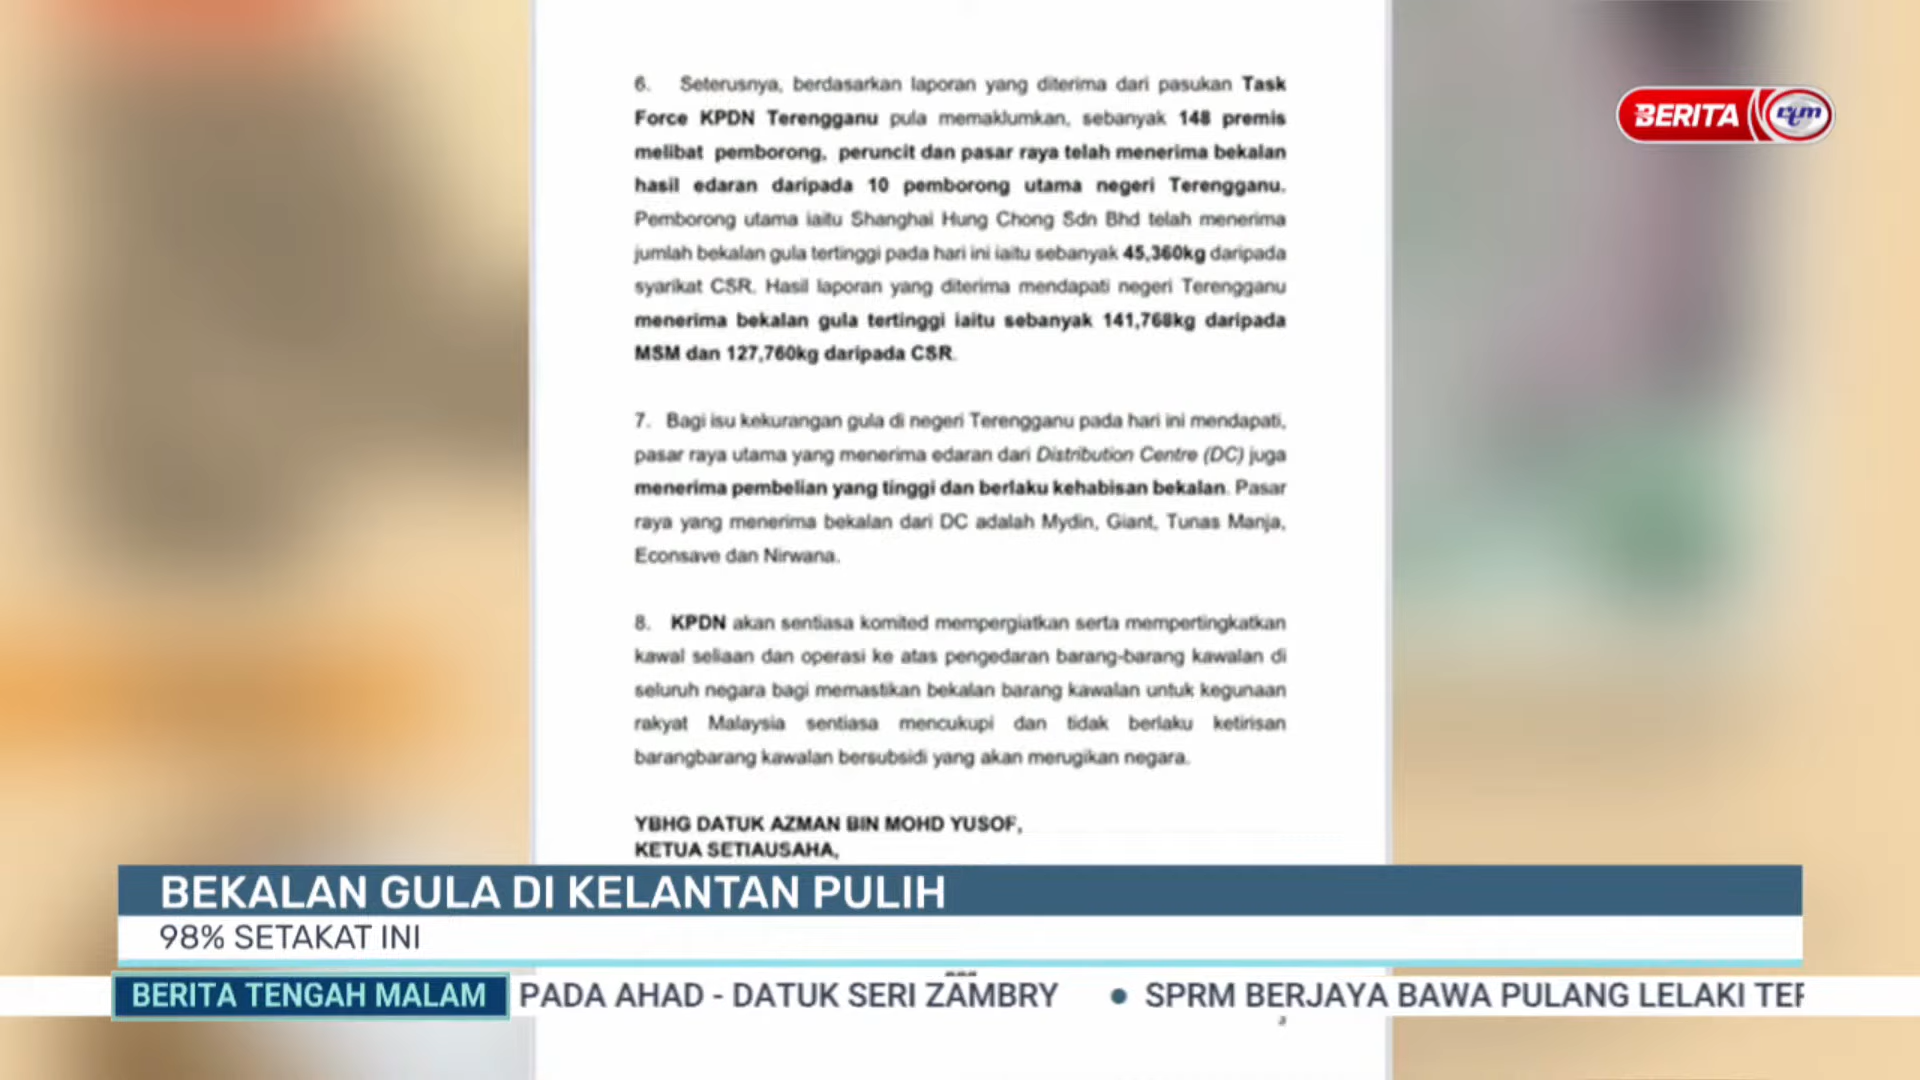 6. Seterusnya, berdasarkan laporan yang diterima dari pasukan Task
Force KPDN Terengganu pula memaklumkan, sebanyak 148 premis
melibat pemborong, peruncit dan pasar raya telah menerima bekalan
hasil edaran daripada 10 pemborong utama negeri Terengganu.
Pemborong utama iaitu Shanghai Hung Chong Sdn Bhd telah menerima
jumlah bekalan gula tertinggi pada hari ini iaitu sebanyak 45,360kg daripada
syarikat CSR. Hasil laporan yang diterima mendapati negeri Terengganu
menerima bekalan gula tertinggi iaitu sebanyak 141,768kg daripada
MSM dan 127,760kg daripada CSR.
7. Bagi isu kekurangan gula di negeri Terengganu pada hari ini mendapati,
pasar raya utama yang menerima edaran dari Distribution Centre (DC) juga
menerima pembelian yang tinggi dan berlaku kehabisan bekalan. Pasar
raya yang menerima bekalan dari DC adalah Mydin, Giant, Tunas Manja,
Econsave dan Nirwana.
8. KPDN akan sentiasa komited mempergiatkan serta mempertingkatkan
kawal seliaan dan operasi ke atas pengedaran barang-barang kawalan di
seluruh negara bagi memastikan bekalan barang kawalan untuk kegunaan
rakyat Malaysia sentiasa mencukupi dan tidak berlaku ketirisan
barangbarang kawalan bersubsidi yang akan merugikan negara.
YBHG DATUK AZMAN BIN MOHD YUSOF,
KETUA SETIAUSAHA,
BERITA rtm
BEKALAN GULA DI KELANTAN PULIH
98% SETAKAT INI
BERITA TENGAH MALAM PADA AHAD - DATUK SERI ZAMBRY • SPRM BERJAYA BAWA PULANG LELAKI TER
3